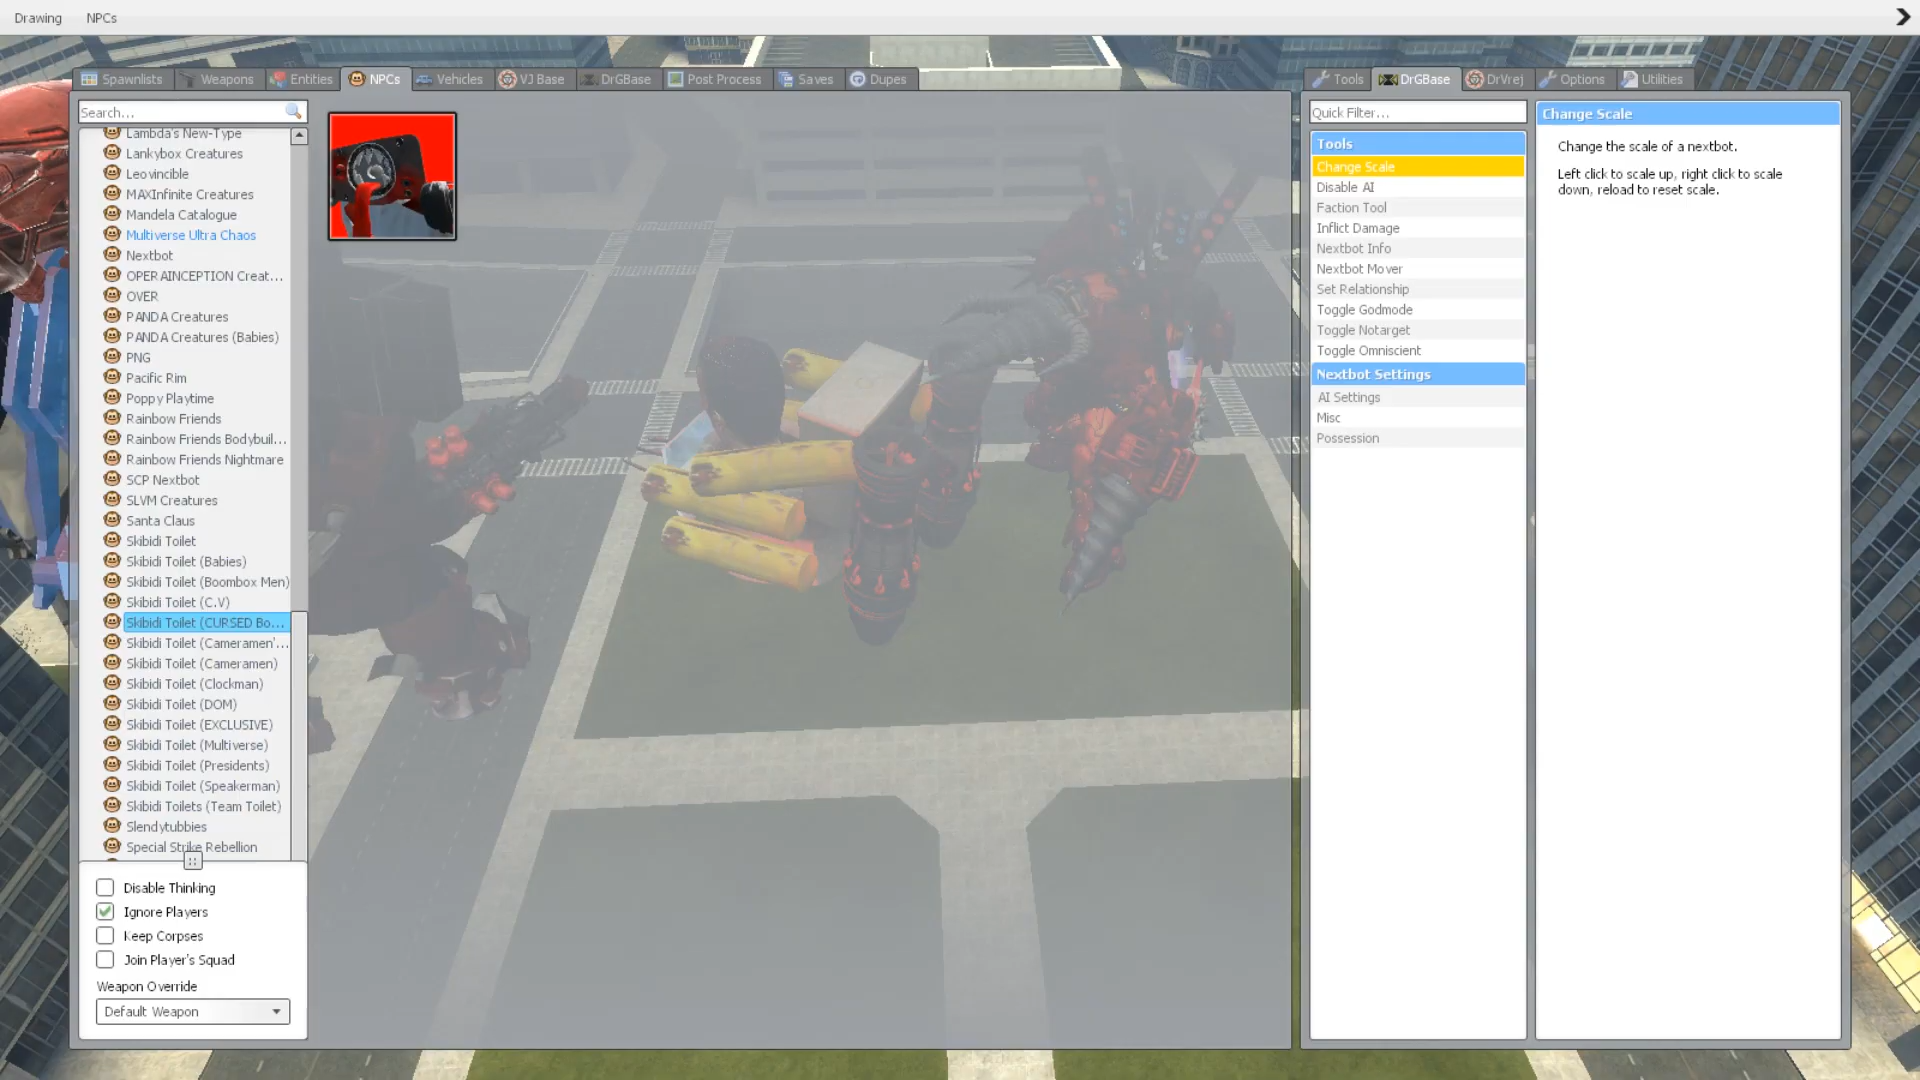 Drawing NPCs
Spawnlists Weapons Entities NPCs Vehicles VJ Base DrGBase Post Process Saves Dupes
Tools DrGBase DrVrej Options Utilities
Search...
Lambda's New-Type
Lankybox Creatures
Leovincible
MAXInfinite Creatures
Mandela Catalogue
Multiverse Ultra Chaos
Nextbot
OPERAINCEPTION Creat...
OVER
PANDA Creatures
PANDA Creatures (Babies)
PNG
Pacific Rim
Poppy Playtime
Rainbow Friends
Rainbow Friends Bodybuil...
Rainbow Friends Nightmare
SCP Nextbot
SLVM Creatures
Santa Claus
Skibidi Toilet
Skibidi Toilet (Babies)
Skibidi Toilet (Boombox Men)
Skibidi Toilet (C.V)
Skibidi Toilet (CURSED Bo...
Skibidi Toilet (Cameramen'...
Skibidi Toilet (Cameramen)
Skibidi Toilet (Clockman)
Skibidi Toilet (DOM)
Skibidi Toilet (EXCLUSIVE)
Skibidi Toilet (Multiverse)
Skibidi Toilet (Presidents)
Skibidi Toilet (Speakerman)
Skibidi Toilets (Team Toilet)
Slendytubbies
Special Strike Rebellion
Disable Thinking
Ignore Players
Keep Corpses
Join Player's Squad
Weapon Override
Default Weapon
Quick Filter...
Tools
Change Scale
Disable AI
Faction Tool
Inflict Damage
Nextbot Info
Nextbot Mover
Set Relationship
Toggle Godmode
Toggle Notarget
Toggle Omniscient
Nextbot Settings
AI Settings
Misc
Possession
Change Scale
Change the scale of a nextbot.
Left click to scale up, right click to scale
down, reload to reset scale.